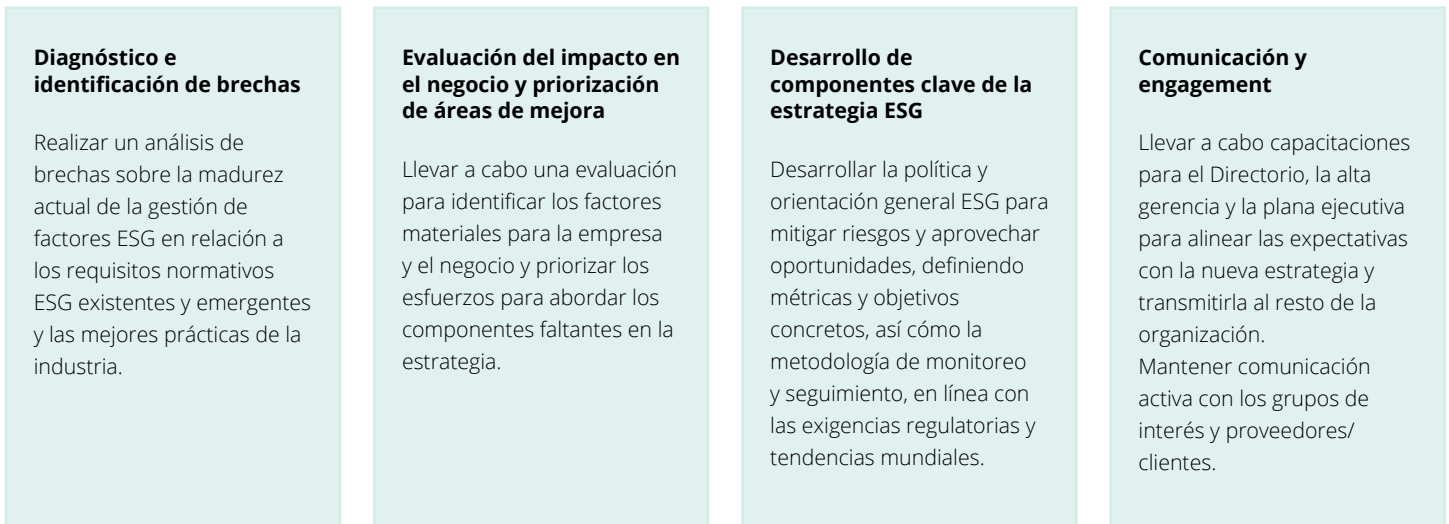 Diagnóstico e
identificación de brechas
Realizar un análisis de
brechas sobre la madurez
actual de la gestión de
factores ESG en relación a
los requisitos normativos
ESG existentes y emergentes
y las mejores prácticas de la
industria.
Evaluación del impacto en
el negocio y priorización
de áreas de mejora
Llevar a cabo una evaluación
para identificar los factores
materiales para la empresa
y el negocio y priorizar los
esfuerzos para abordar los
componentes faltantes en la
estrategia.
Desarrollo de
componentes clave de la
estrategia ESG
Desarrollar la política y
orientación general ESG para
mitigar riesgos y aprovechar
oportunidades, definiendo
métricas y objetivos
concretos, así cómo la
metodología de monitoreo
y seguimiento, en línea con
las exigencias regulatorias y
tendencias mundiales.
Comunicación y
engagement
Llevar a cabo capacitaciones
para el Directorio, la alta
gerencia y la plana ejecutiva
para alinear las expectativas
con la nueva estrategia y
transmitirla al resto de la
organización.
Mantener comunicación
activa con los grupos de
interés y proveedores/
clientes.